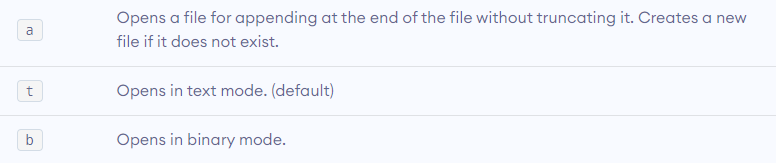 a Opens a file for appending at the end of the file without truncating it. Creates a new
file if it does not exist.
t Opens in text mode. (default)
b Opens in binary mode.